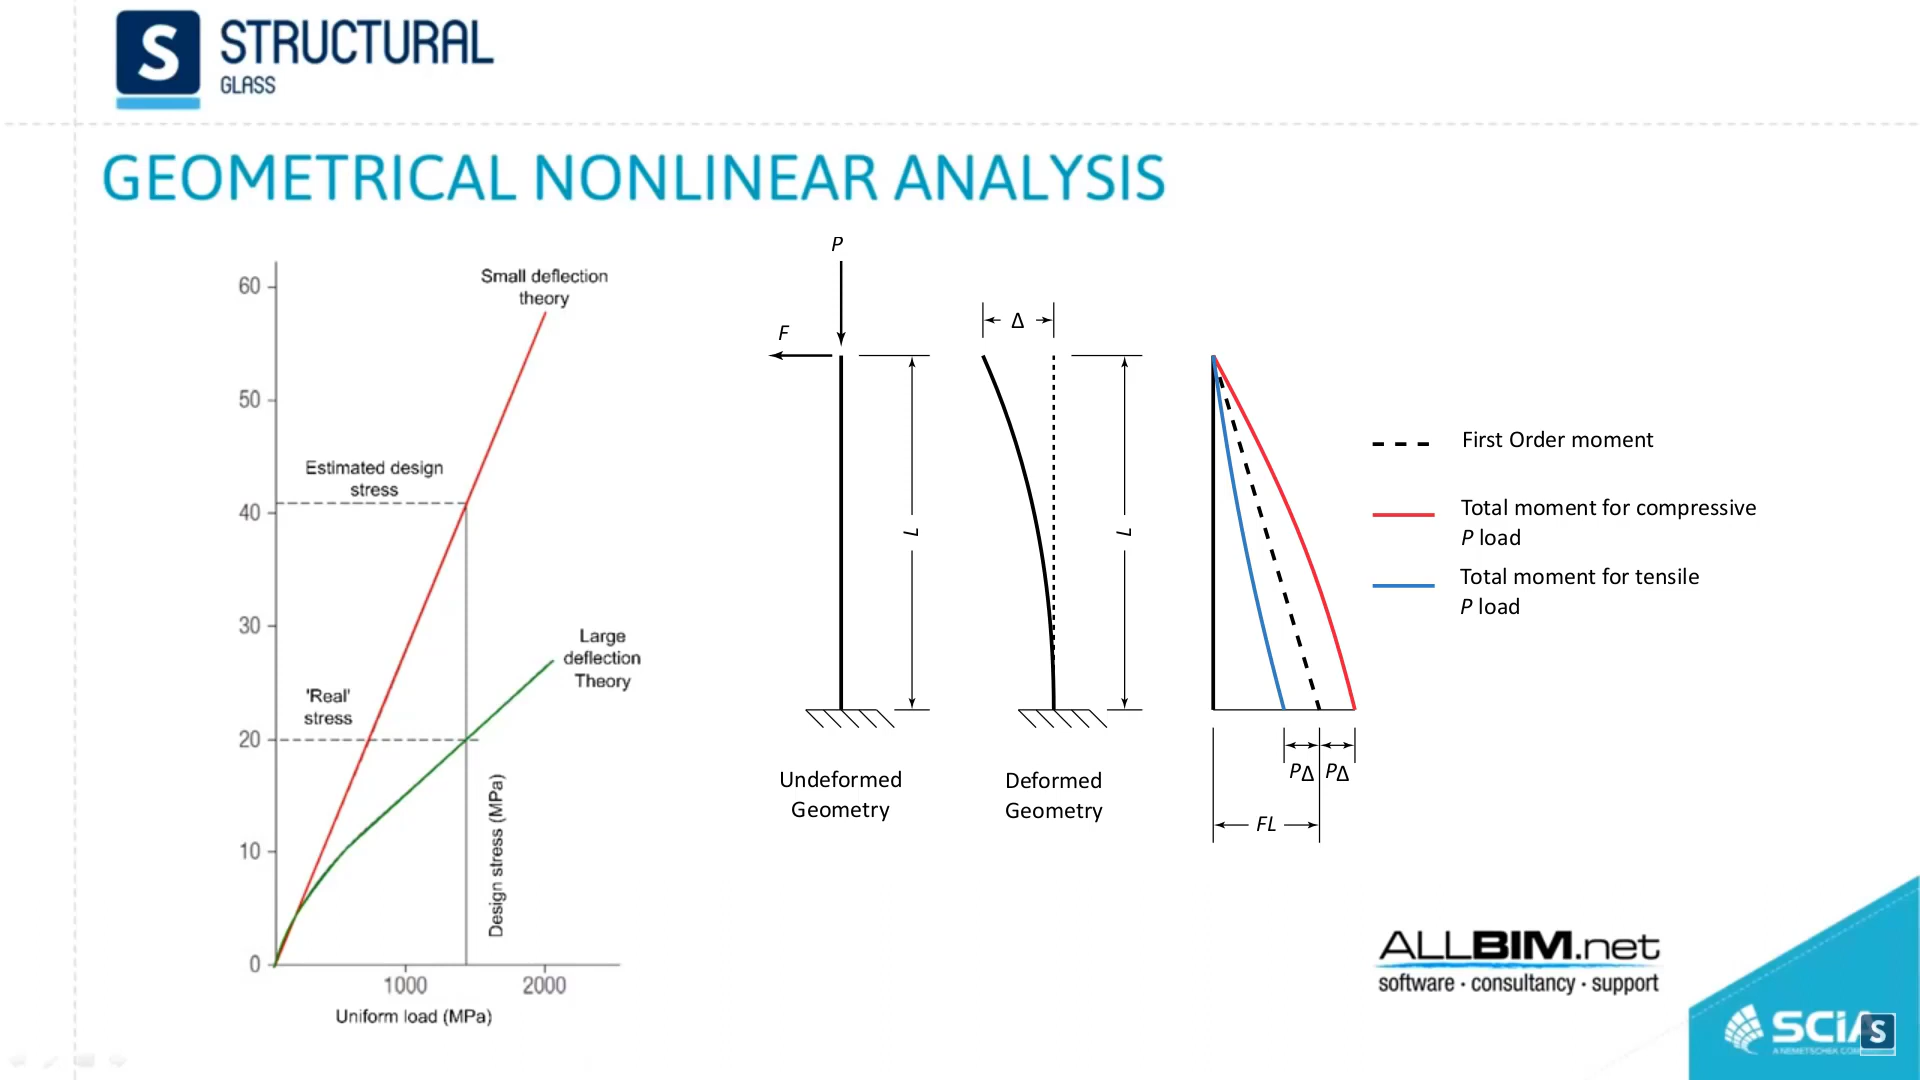 S STRUCTURAL
GLASS
GEOMETRICAL NONLINEAR ANALYSIS
60
50
40
30
20
10
0
1000
2000
Uniform load (MPa)
Design stress (MPa)
Small deflection
theory
Estimated design
stress
Large
deflection
Theory
'Real'
stress
P
F
L
Undeformed
Geometry
Δ
L
Deformed
Geometry
PΔ
PΔ
FL
First Order moment
Total moment for compressive
P load
Total moment for tensile
P load
ALLBIM.net
software · consultancy · support
S